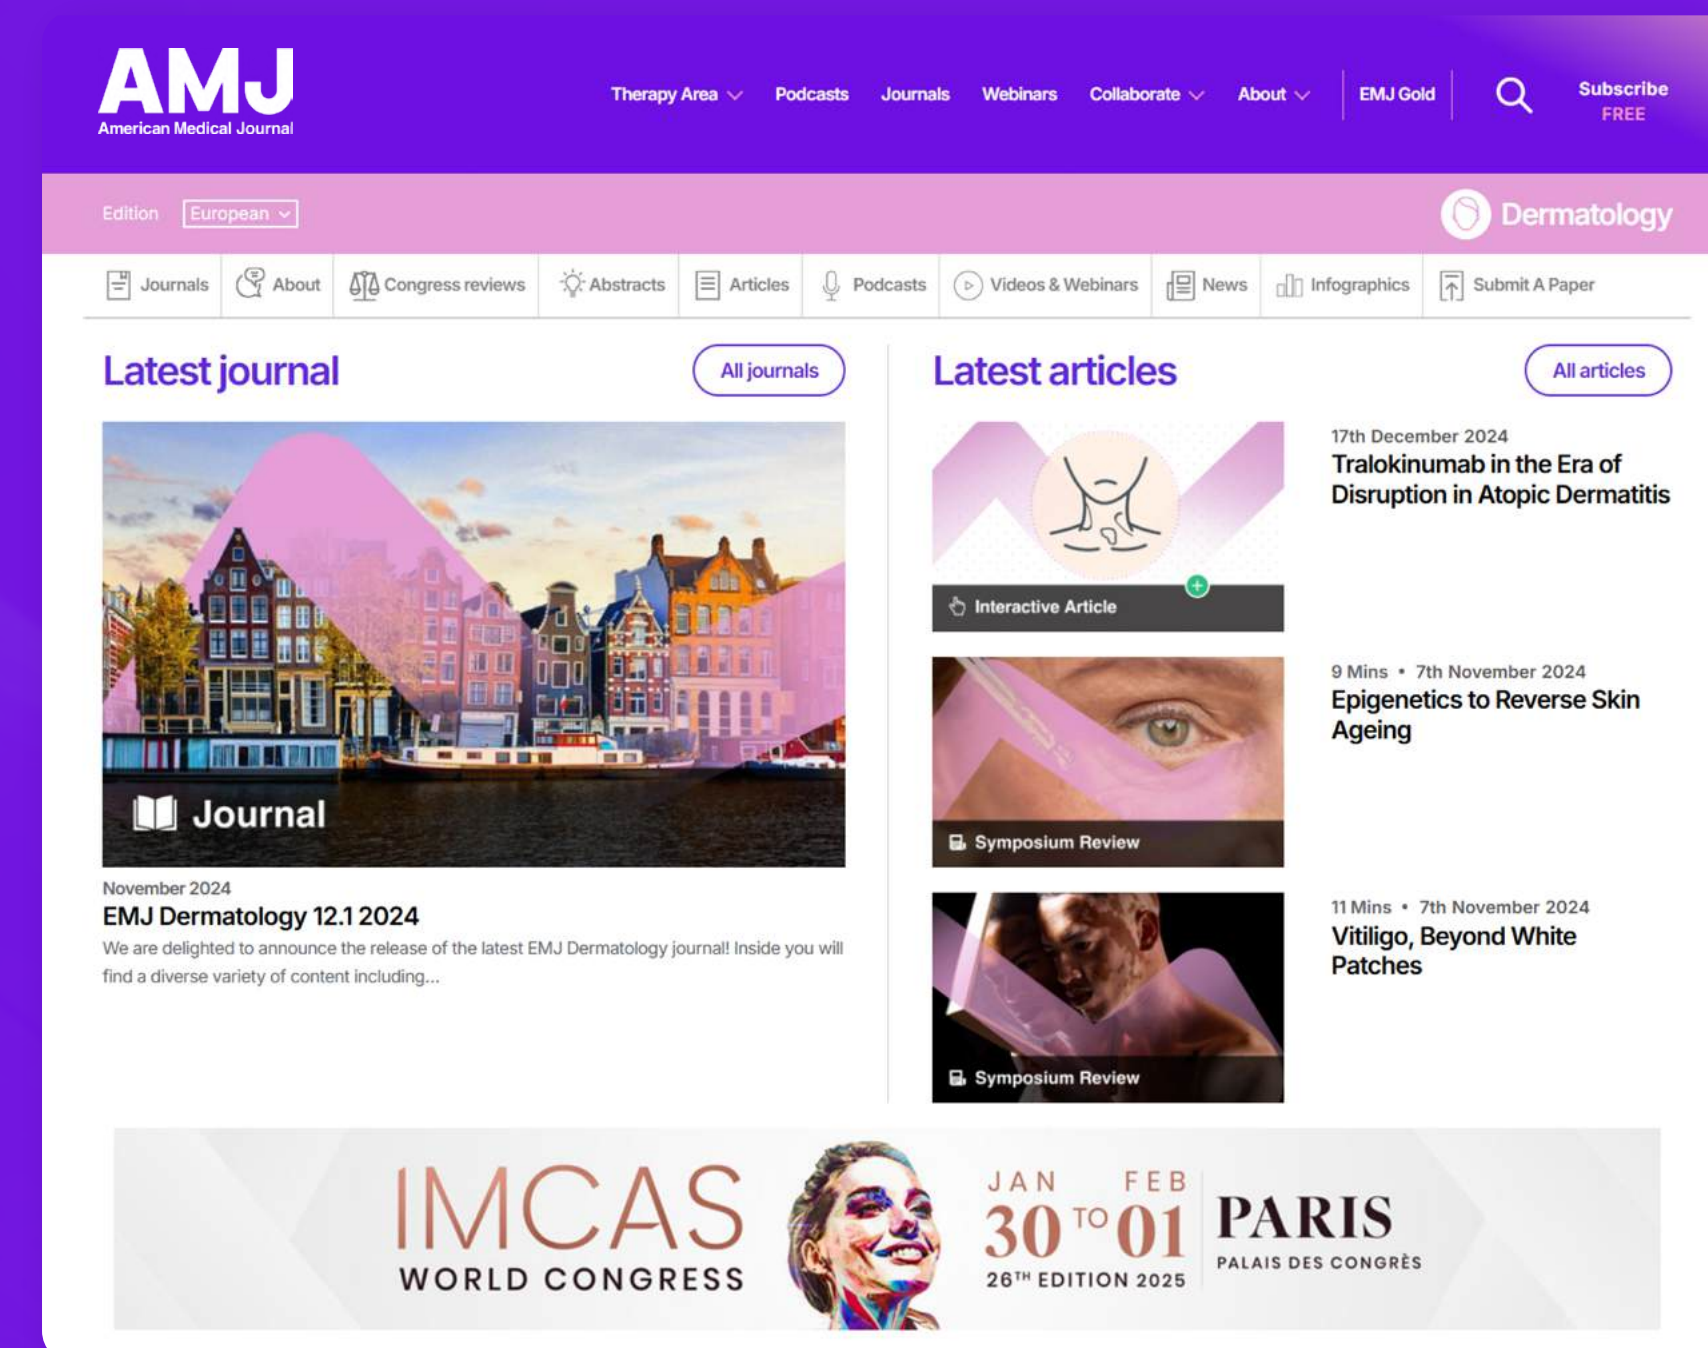 AMJ
American Medical Journal
Therapy Area
Podcasts
Journals
Webinars
Collaborate
About
EMJ Gold
Subscribe
FREE
Edition
European
Dermatology
Journals
About
Congress reviews
Abstracts
Articles
Podcasts
Videos & Webinars
News
Infographics
Submit A Paper
Latest journal
All journals
Journal
November 2024
EMJ Dermatology 12.1 2024
We are delighted to announce the release of the latest EMJ Dermatology journal! Inside you will
find a diverse variety of content including...
Latest articles
All articles
Interactive Article
17th December 2024
Tralokinumab in the Era of
Disruption in Atopic Dermatitis
Symposium Review
9 Mins • 7th November 2024
Epigenetics to Reverse Skin
Ageing
Symposium Review
11 Mins • 7th November 2024
Vitiligo, Beyond White
Patches
IMCAS
WORLD CONGRESS
JAN FEB
30 TO 01
26TH EDITION 2025
PARIS
PALAIS DES CONGRÈS